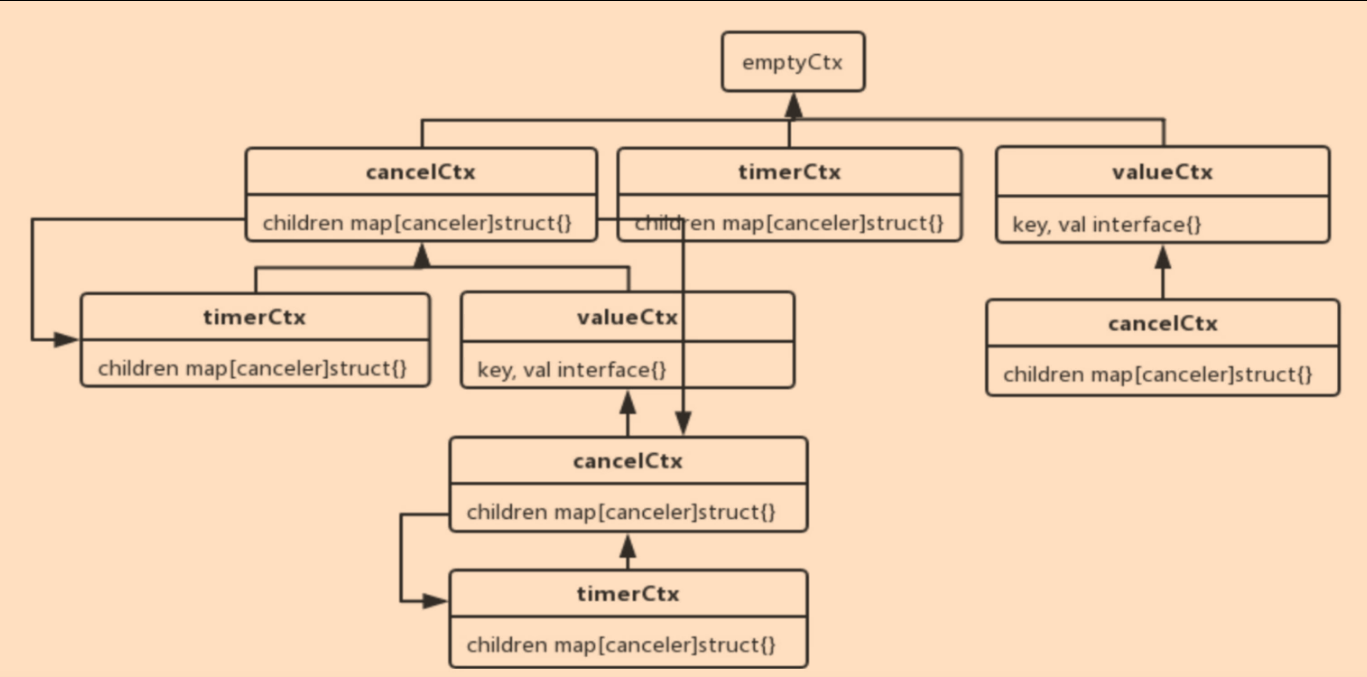 emptyCtx
cancelCtx
children map[canceler]struct{}
timerCtx
children map[canceler]struct{}
valueCtx
key, val interface{}
timerCtx
children map[canceler]struct{}
valueCtx
key, val interface{}
cancelCtx
children map[canceler]struct{}
cancelCtx
children map[canceler]struct{}
timerCtx
children map[canceler]struct{}